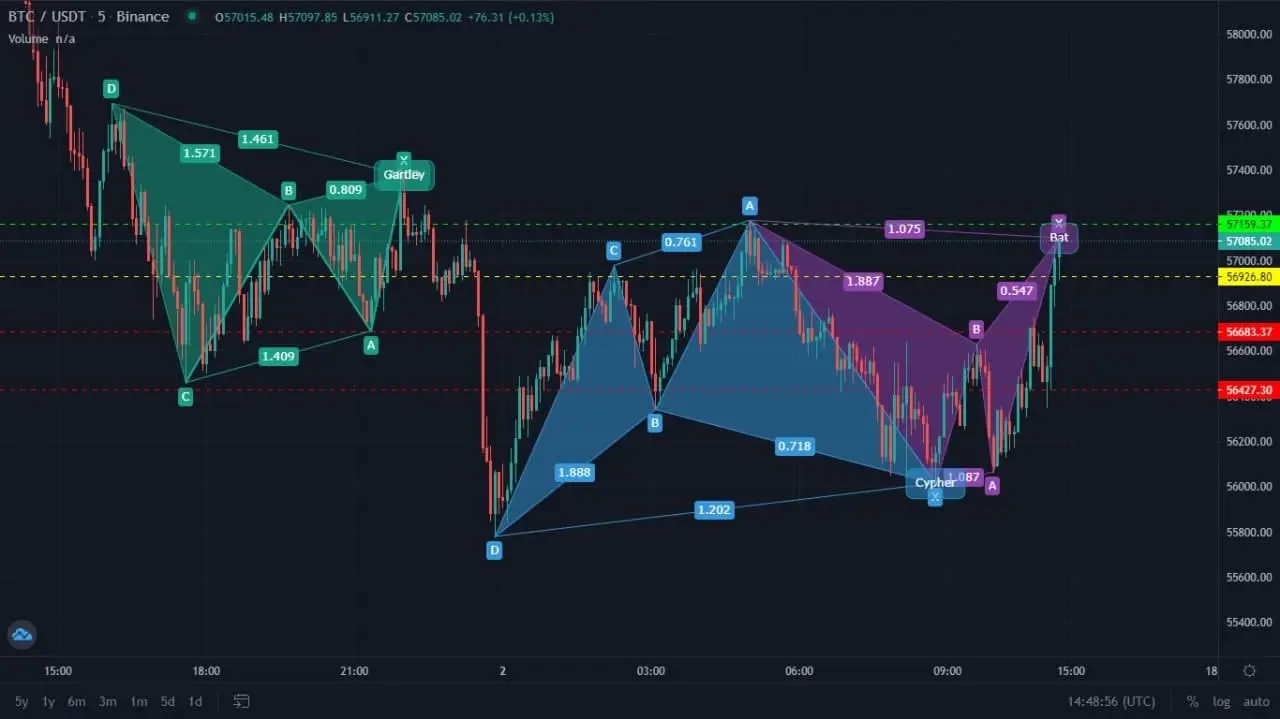 BTC / USDT · 5 Binance O57015.48 H57097.85 L56911.27 C57085.02 +76.31 (+0.13%)
Volume n/a
58000.00
57800.00
57600.00
57400.00
57200.00
57159.37
57085.02
57000.00
56926.80
56800.00
56683.37
56600.00
56427.30
56400.00
56200.00
56000.00
55800.00
55600.00
55400.00
D
1.461
1.571
X
Gartley
B
0.809
A
1.409
C
A
C
0.761
X
1.075
Bat
1.887
0.547
B
B
0.718
1.888
Cypher
1.087
A
X
1.202
D
15:00 18:00 21:00 2 03:00 06:00 09:00 15:00 18
5y 1y 6m 3m 1m 5d 1d 14:48:56 (UTC) % log auto